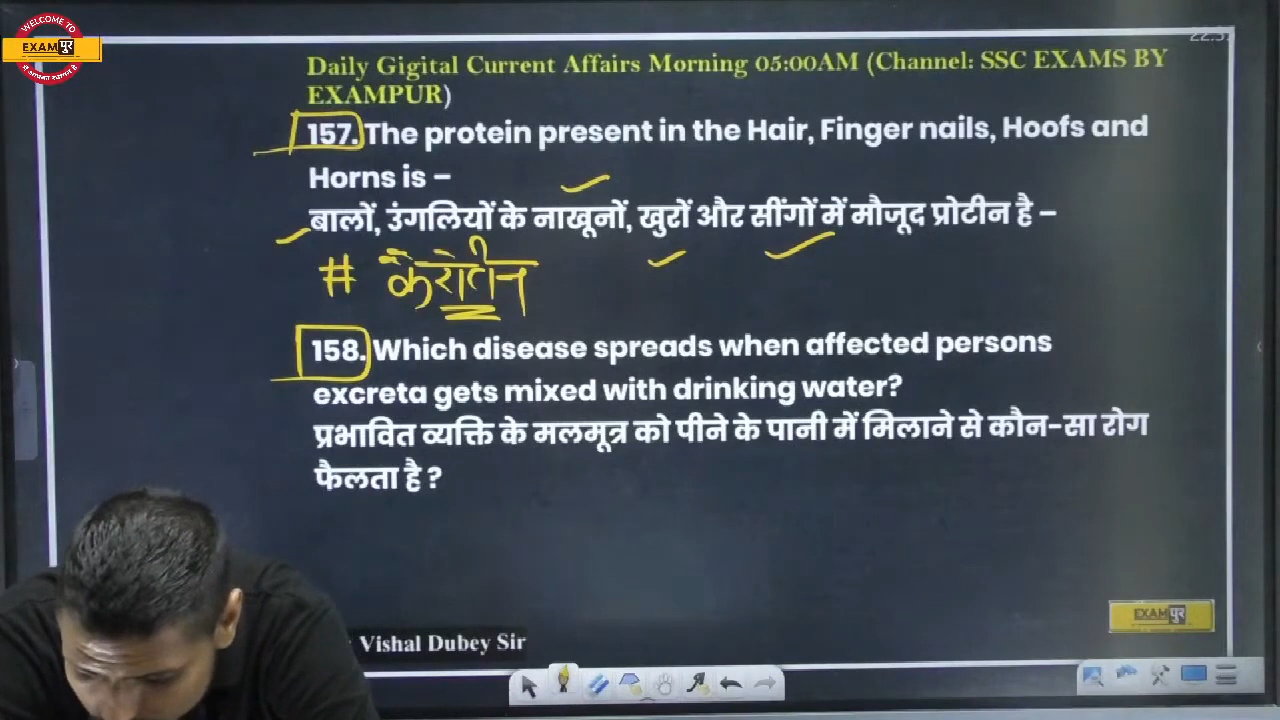 WELCOME TO
EXAMपुर
22:3
Daily Gigital Current Affairs Morning 05:00AM (Channel: SSC EXAMS BY
EXAMPUR)
157. The protein present in the Hair, Finger nails, Hoofs and
Horns is –
बालों, उंगलियों के नाखूनों, खुरों और सींगों में मौजूद प्रोटीन है –
# केरोटीन
158. Which disease spreads when affected persons
excreta gets mixed with drinking water?
प्रभावित व्यक्ति के मलमूत्र को पीने के पानी में मिलाने से कौन-सा रोग
फैलता है ?
EXAMपुर
Vishal Dubey Sir